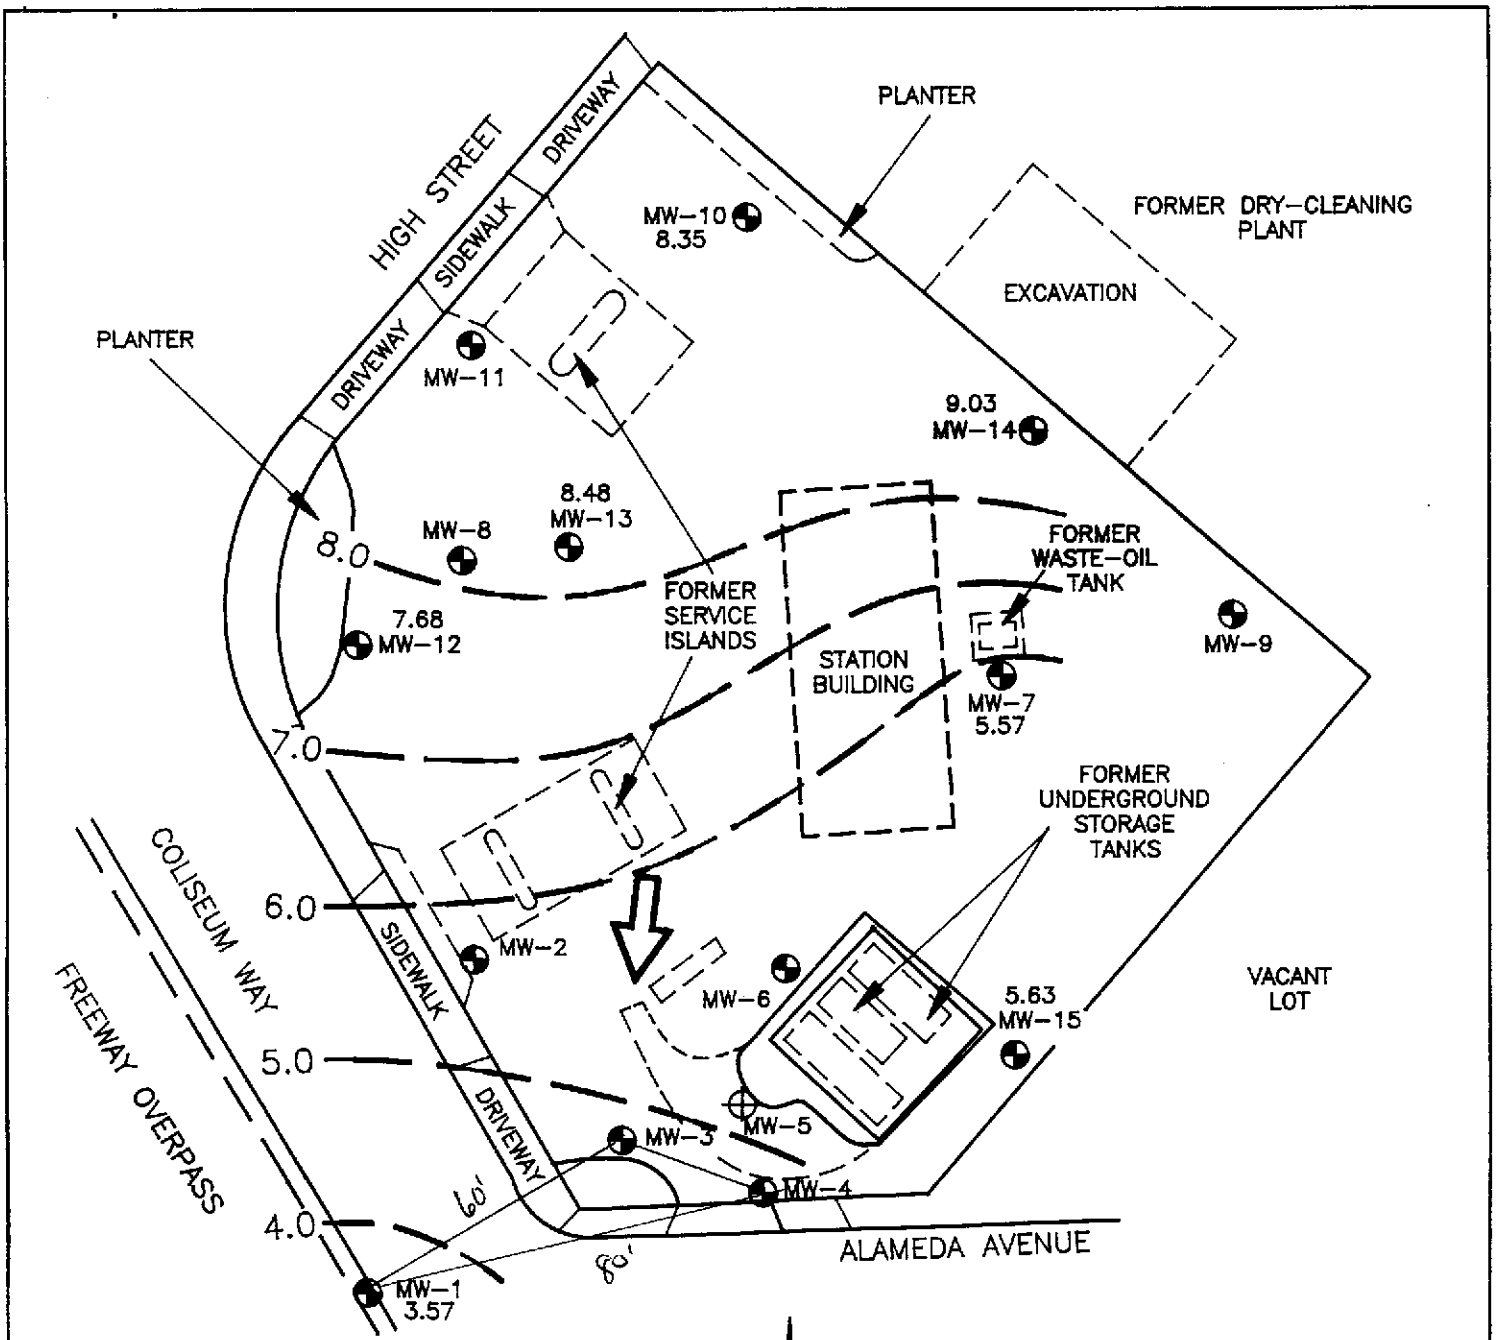 PLANTER
DRIVEWAY
HIGH STREET
SIDEWALK
MW-10
8.35
FORMER DRY-CLEANING
PLANT
EXCAVATION
PLANTER
DRIVEWAY
MW-11
9.03
MW-14
8.48
MW-13
MW-8
8.0
FORMER
WASTE-OIL
TANK
FORMER
SERVICE
ISLANDS
7.68
MW-12
MW-9
STATION
BUILDING
MW-7
5.57
7.0
FORMER
UNDERGROUND
STORAGE
TANKS
COLISEUM WAY
6.0
SIDEWALK
MW-2
FREEWAY OVERPASS
MW-6
5.63
MW-15
VACANT
LOT
5.0
DRIVEWAY
MW-3
MW-5
MW-4
60'
4.0
80'
ALAMEDA AVENUE
MW-1
3.57